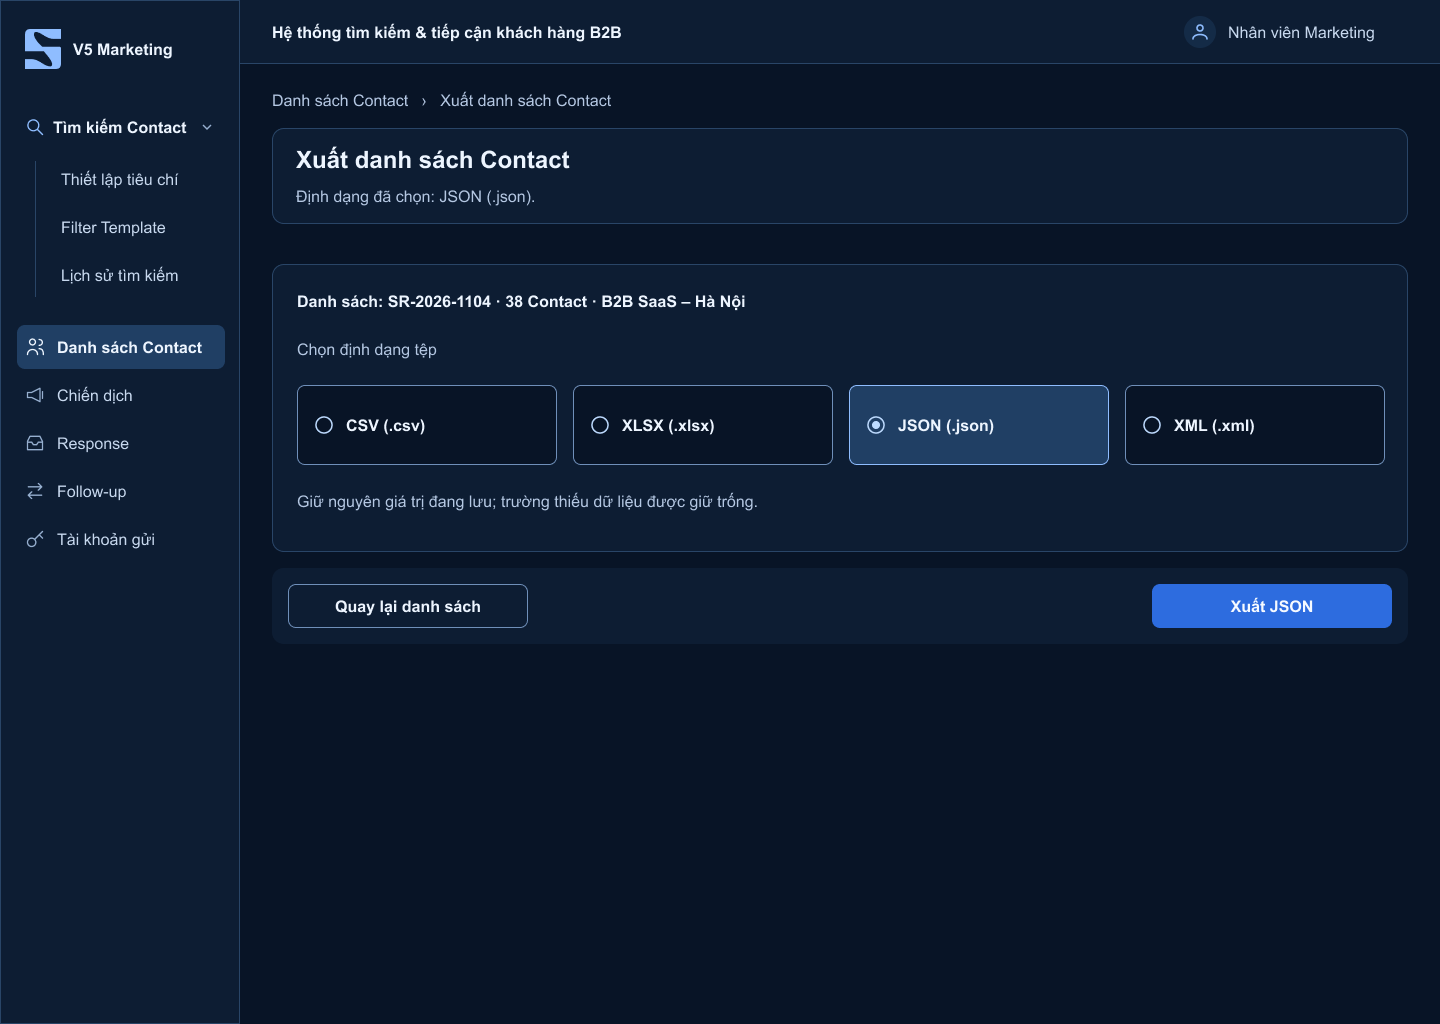 V5 Marketing
Hệ thống tìm kiếm & tiếp cận khách hàng B2B
Nhân viên Marketing
Tìm kiếm Contact
Thiết lập tiêu chí
Filter Template
Lịch sử tìm kiếm
Danh sách Contact
Chiến dịch
Response
Follow-up
Tài khoản gửi
Danh sách Contact › Xuất danh sách Contact
Xuất danh sách Contact
Định dạng đã chọn: JSON (.json).
Danh sách: SR-2026-1104 · 38 Contact · B2B SaaS – Hà Nội
Chọn định dạng tệp
CSV (.csv)
XLSX (.xlsx)
JSON (.json)
XML (.xml)
Giữ nguyên giá trị đang lưu; trường thiếu dữ liệu được giữ trống.
Quay lại danh sách
Xuất JSON